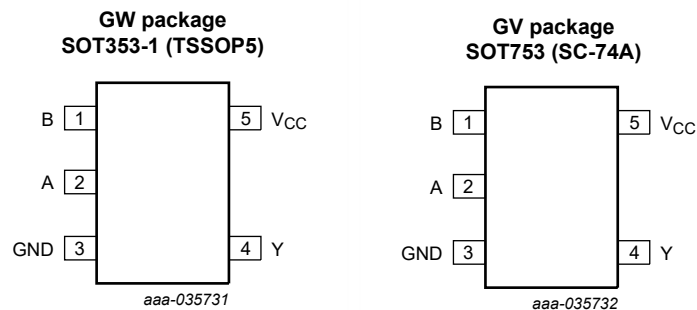 GW package
SOT353-1 (TSSOP5)
B 1
5 VCC
A 2
GND 3
4 Y
aaa-035731
GV package
SOT753 (SC-74A)
B 1
5 VCC
A 2
GND 3
4 Y
aaa-035732